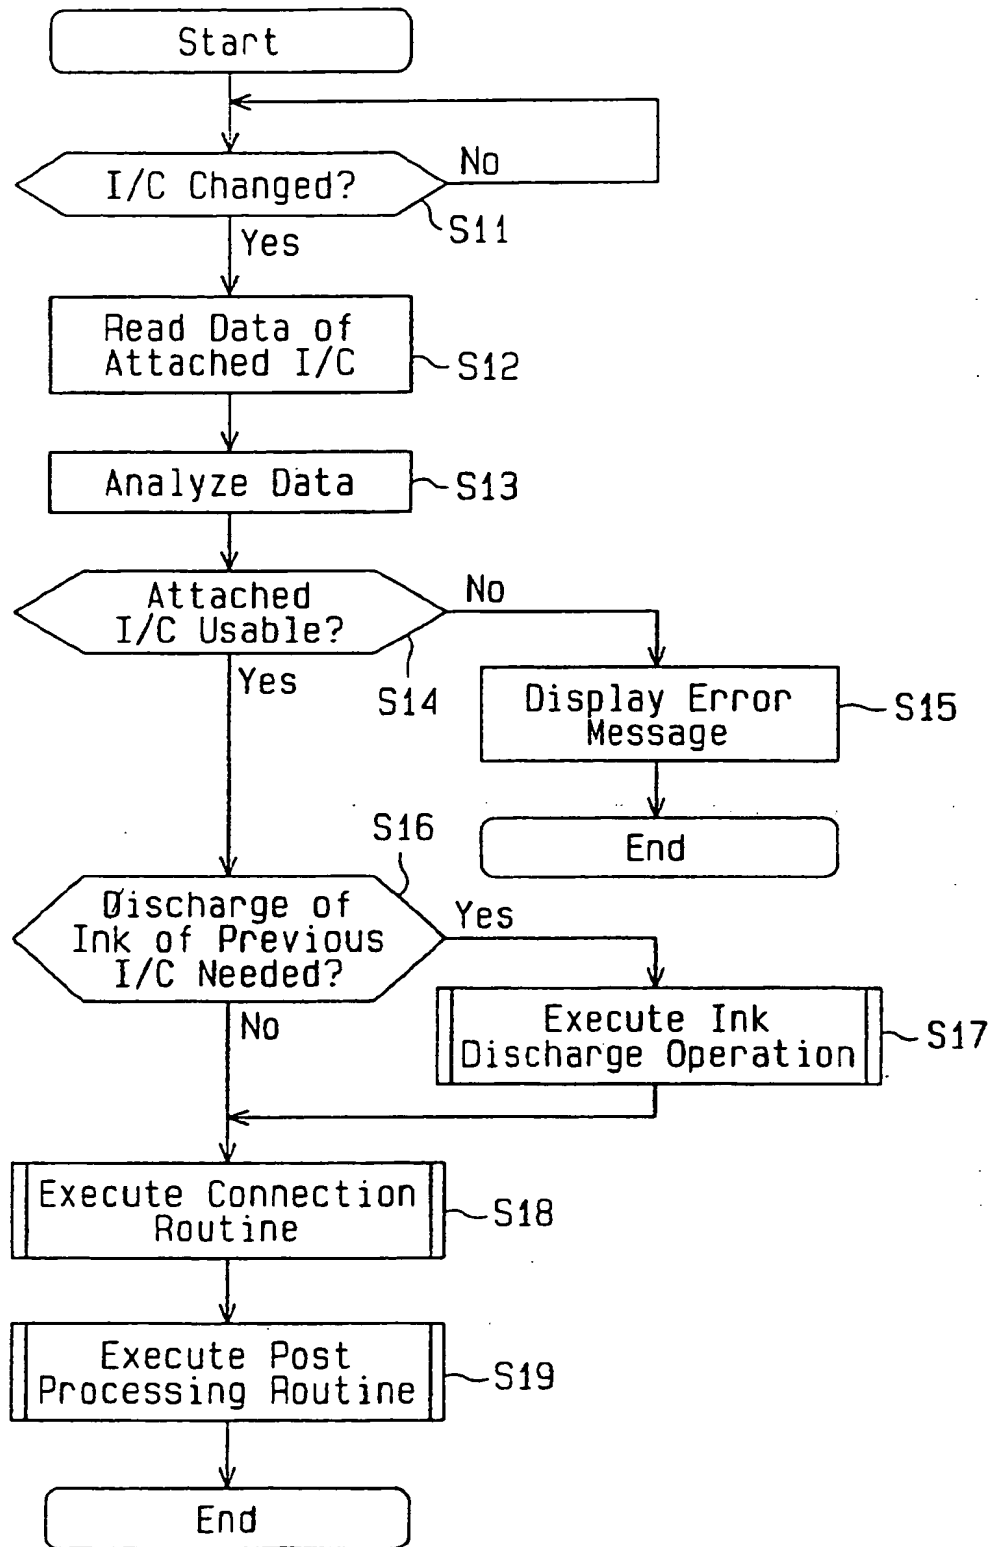 Start
I/C Changed?
No
S11
Yes
Read Data of
Attached I/C
S12
Analyze Data
S13
Attached
I/C Usable?
No
S14
Yes
Display Error
Message
S15
End
S16
Discharge of
Ink of Previous
I/C Needed?
Yes
No
Execute Ink
Discharge Operation
S17
Execute Connection
Routine
S18
Execute Post
Processing Routine
S19
End